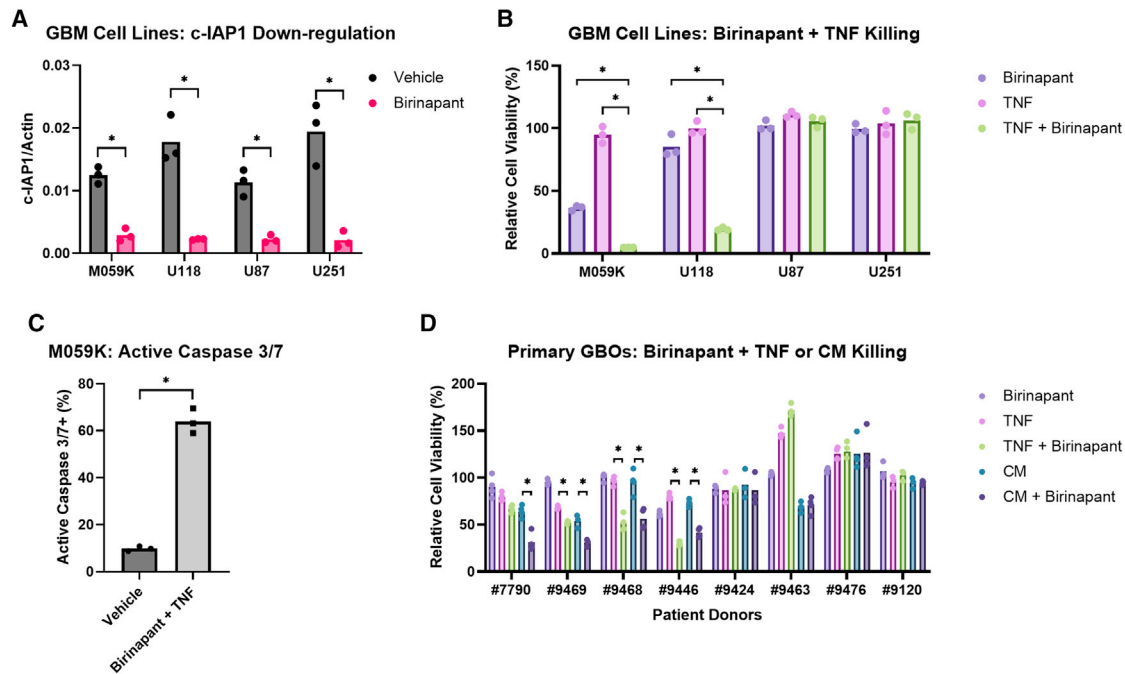 A
GBM Cell Lines: c-IAP1 Down-regulation
c-IAP1/Actin
0.03
0.02
0.01
0.00
*
*
*
*
M059K
U118
U87
U251
Vehicle
Birinapant
B
GBM Cell Lines: Birinapant + TNF Killing
Relative Cell Viability (%)
150
100
50
0
*
*
*
*
M059K
U118
U87
U251
Birinapant
TNF
TNF + Birinapant
C
M059K: Active Caspase 3/7
Active Caspase 3/7+ (%)
80
60
40
20
0
*
Vehicle
Birinapant + TNF
D
Primary GBOs: Birinapant + TNF or CM Killing
Relative Cell Viability (%)
200
150
100
50
0
*
*
*
*
*
*
*
#7790
#9469
#9468
#9446
#9424
#9463
#9476
#9120
Patient Donors
Birinapant
TNF
TNF + Birinapant
CM
CM + Birinapant